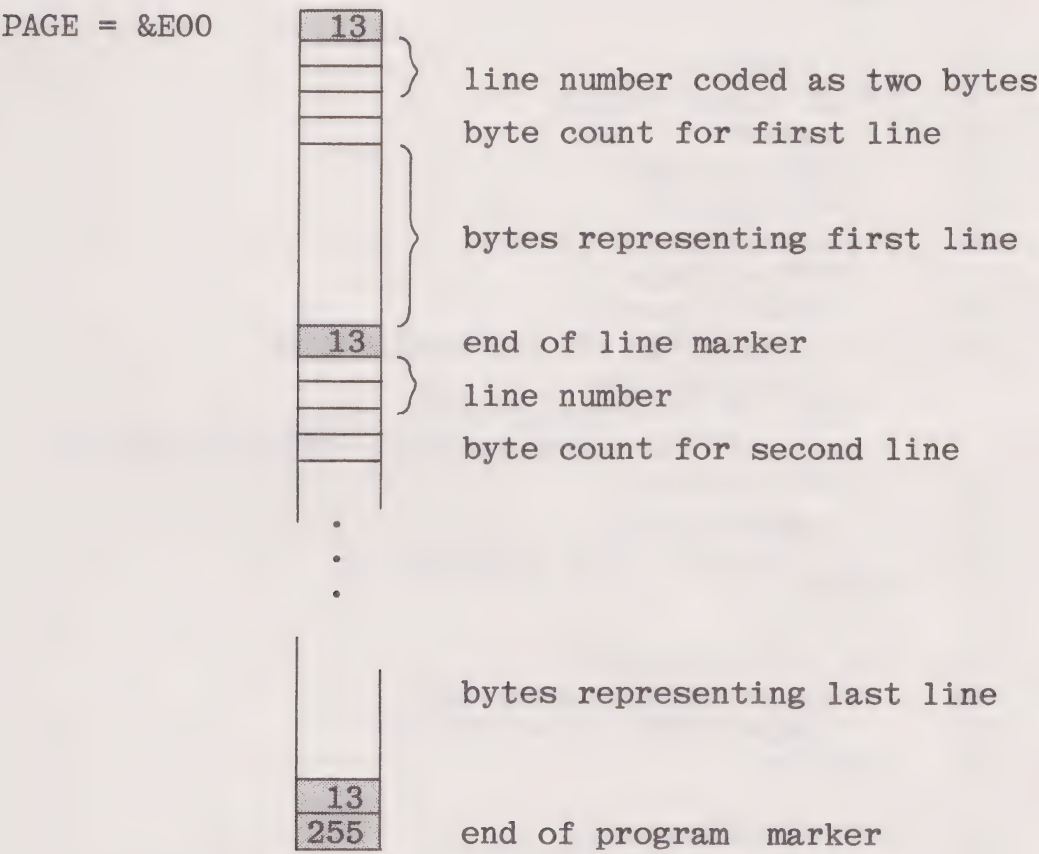 PAGE = &E00
13
line number coded as two bytes
byte count for first line
bytes representing first line
13 end of line marker
line number
byte count for second line
bytes representing last line
13
255 end of program marker